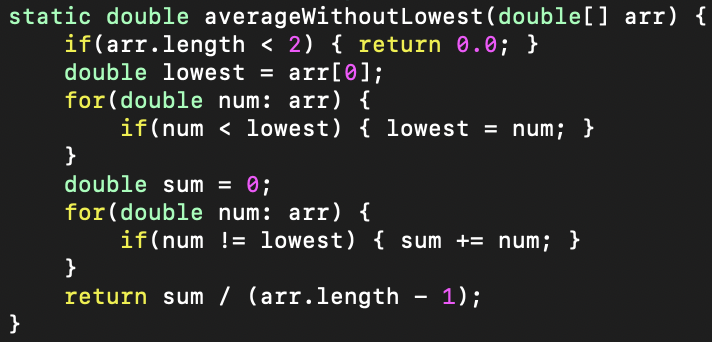 static double averageWithoutLowest(double[] arr) {
    if(arr.length < 2) { return 0.0; }
    double lowest = arr[0];
    for(double num: arr) {
        if(num < lowest) { lowest = num; }
    }
    double sum = 0;
    for(double num: arr) {
        if(num != lowest) { sum += num; }
    }
    return sum / (arr.length - 1);
}